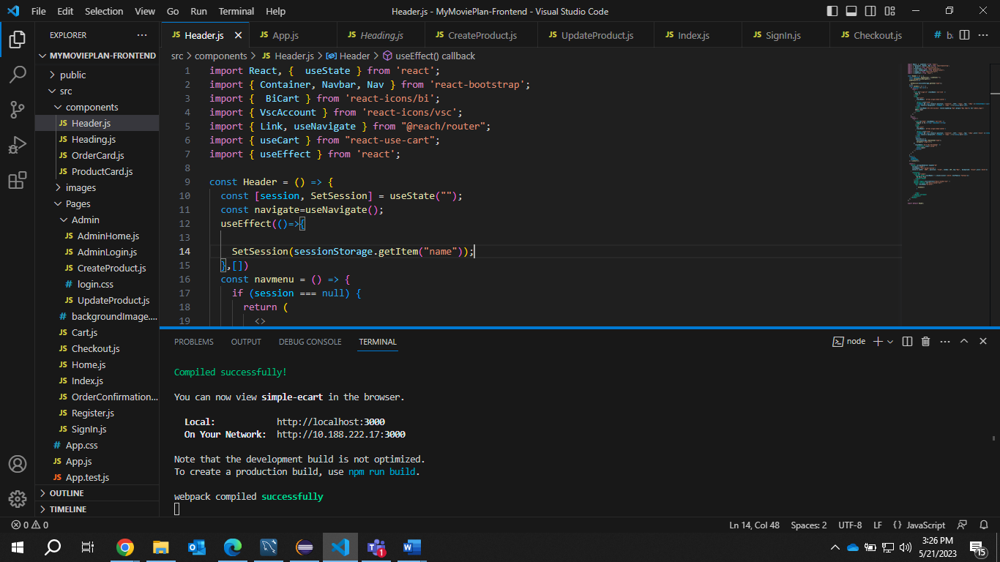 File Edit Selection View Go Run Terminal Help Header.js - MyMoviePlan-Frontend - Visual Studio Code
EXPLORER
Header.js App.js Heading.js CreateProduct.js UpdateProduct.js Index.js SignIn.js Checkout.js
src > components > JS Header.js > Header > useEffect() callback
MYMOVIEPLAN-FRONTEND
public
src
components
JS Header.js
JS Heading.js
JS OrderCard.js
JS ProductCard.js
images
Pages
Admin
JS AdminHome.js
JS AdminLogin.js
JS CreateProduct.js
# login.css
JS UpdateProduct.js
# backgroundImage....
JS Cart.js
JS Checkout.js
JS Home.js
JS Index.js
JS OrderConfirmation...
JS Register.js
JS SignIn.js
# App.css
JS App.js
JS App.test.js
OUTLINE
TIMELINE
1 import React, {  useState } from 'react';
2 import { Container, Navbar, Nav } from 'react-bootstrap';
3 import {  BiCart } from 'react-icons/bi';
4 import { VscAccount } from 'react-icons/vsc';
5 import { Link, useNavigate } from "@reach/router";
6 import { useCart } from "react-use-cart";
7 import { useEffect } from 'react';
8
9 const Header = () => {
10 const [session, SetSession] = useState("");
11 const navigate=useNavigate();
12 useEffect(()=>{
13
14 SetSession(sessionStorage.getItem("name"));
15 },[])
16 const navmenu = () => {
17 if (session === null) {
18 return (
19 <>
PROBLEMS OUTPUT DEBUG CONSOLE TERMINAL node
Compiled successfully!
You can now view simple-ecart in the browser.
Local: http://localhost:3000
On Your Network: http://10.188.222.17:3000
Note that the development build is not optimized.
To create a production build, use npm run build.
webpack compiled successfully
0 0 Ln 14, Col 48 Spaces: 2 UTF-8 LF {} JavaScript
3:26 PM
5/21/2023
1
15